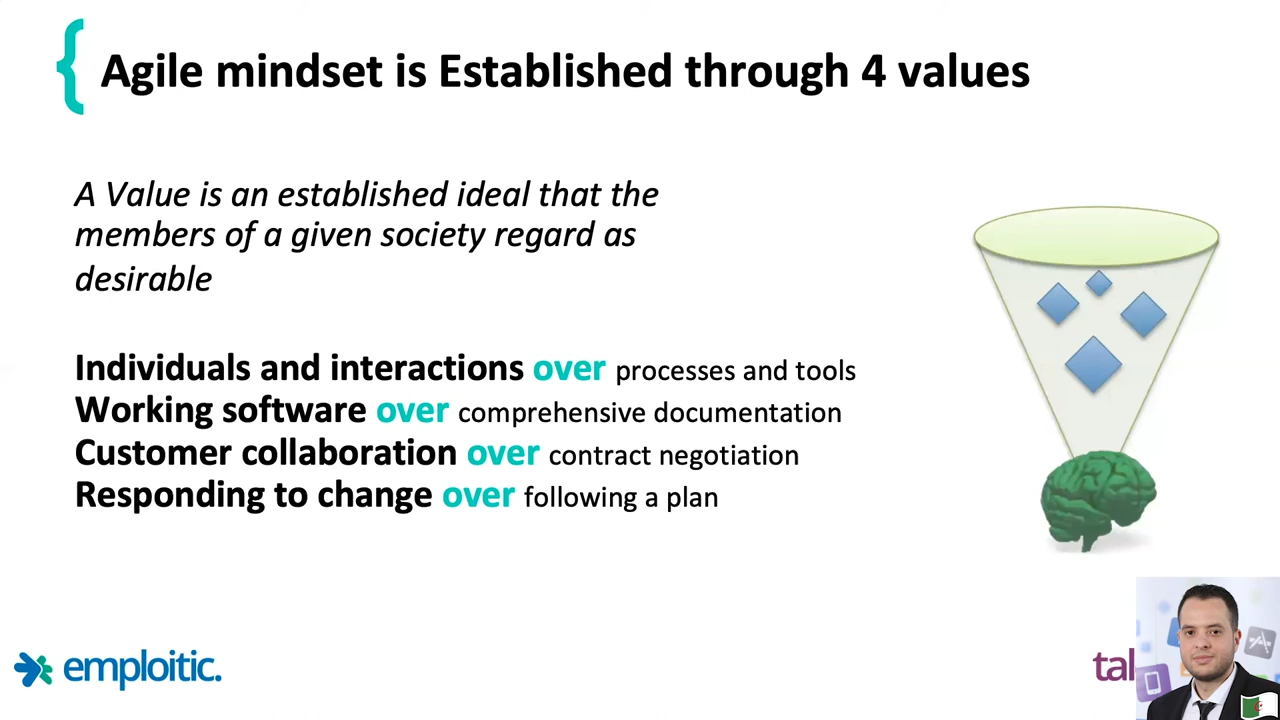 Agile mindset is Established through 4 values
A Value is an established ideal that the
members of a given society regard as
desirable
Individuals and interactions over processes and tools
Working software over comprehensive documentation
Customer collaboration over contract negotiation
Responding to change over following a plan
emploitic.
tal